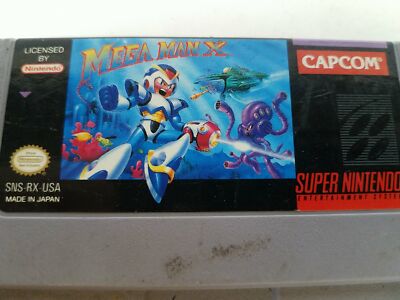 LICENSED
BY
Nintendo
MEGA MAN X
CAPCOM
SNS-RX-USA
MADE IN JAPAN
SUPER NINTENDO
ENTERTAINMENT SYSTEM